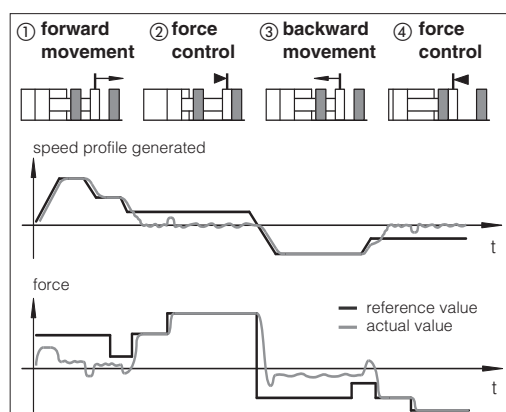 ① forward movement
② force control
③ backward movement
④ force control
speed profile generated
t
force
reference value
actual value
t